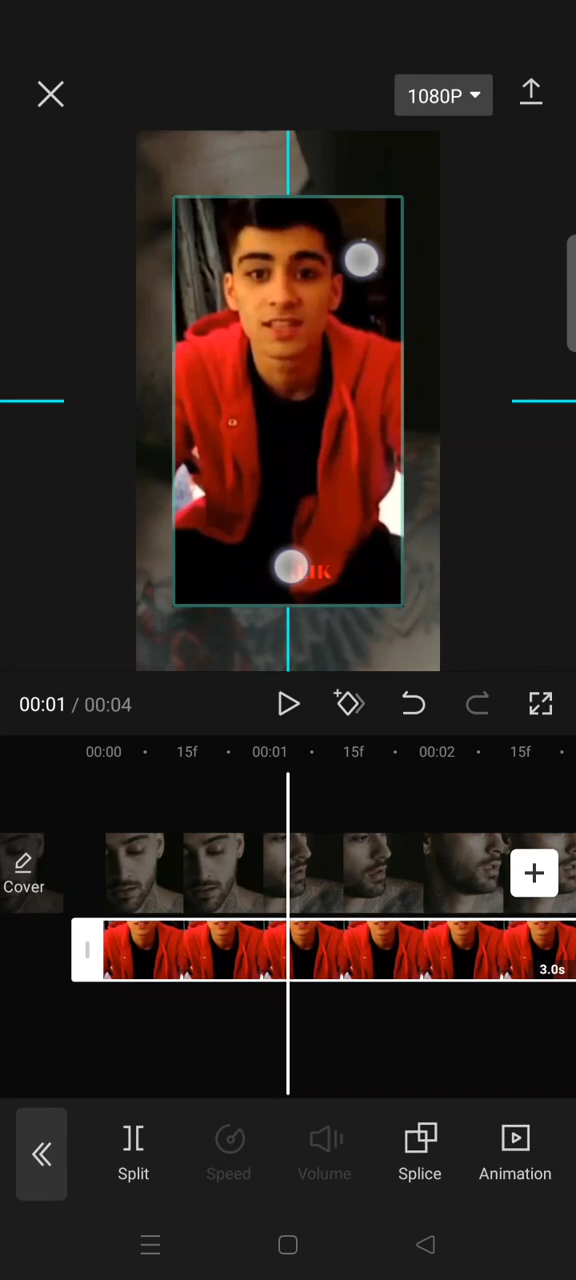 1080P
00:01 / 00:04
00:00 15f 00:01 15f 00:02 15f
Cover
3.0s
Split Speed Volume Splice Animation